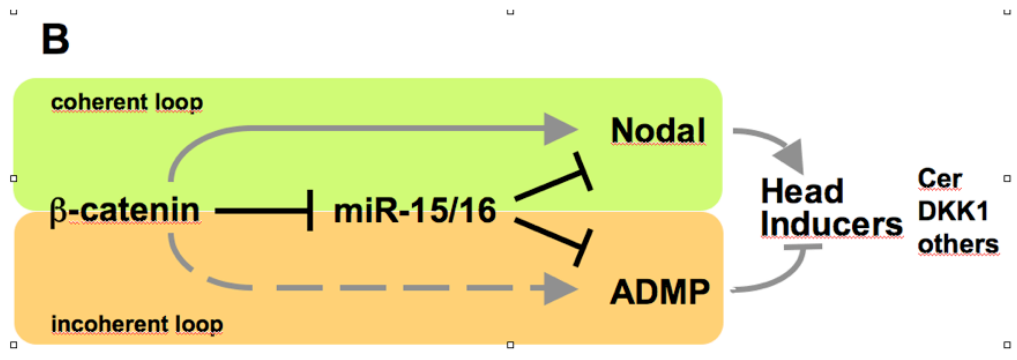 B
coherent loop
Nodal
β-catenin
miR-15/16
Head
Inducers
Cer
DKK1
others
ADMP
incoherent loop